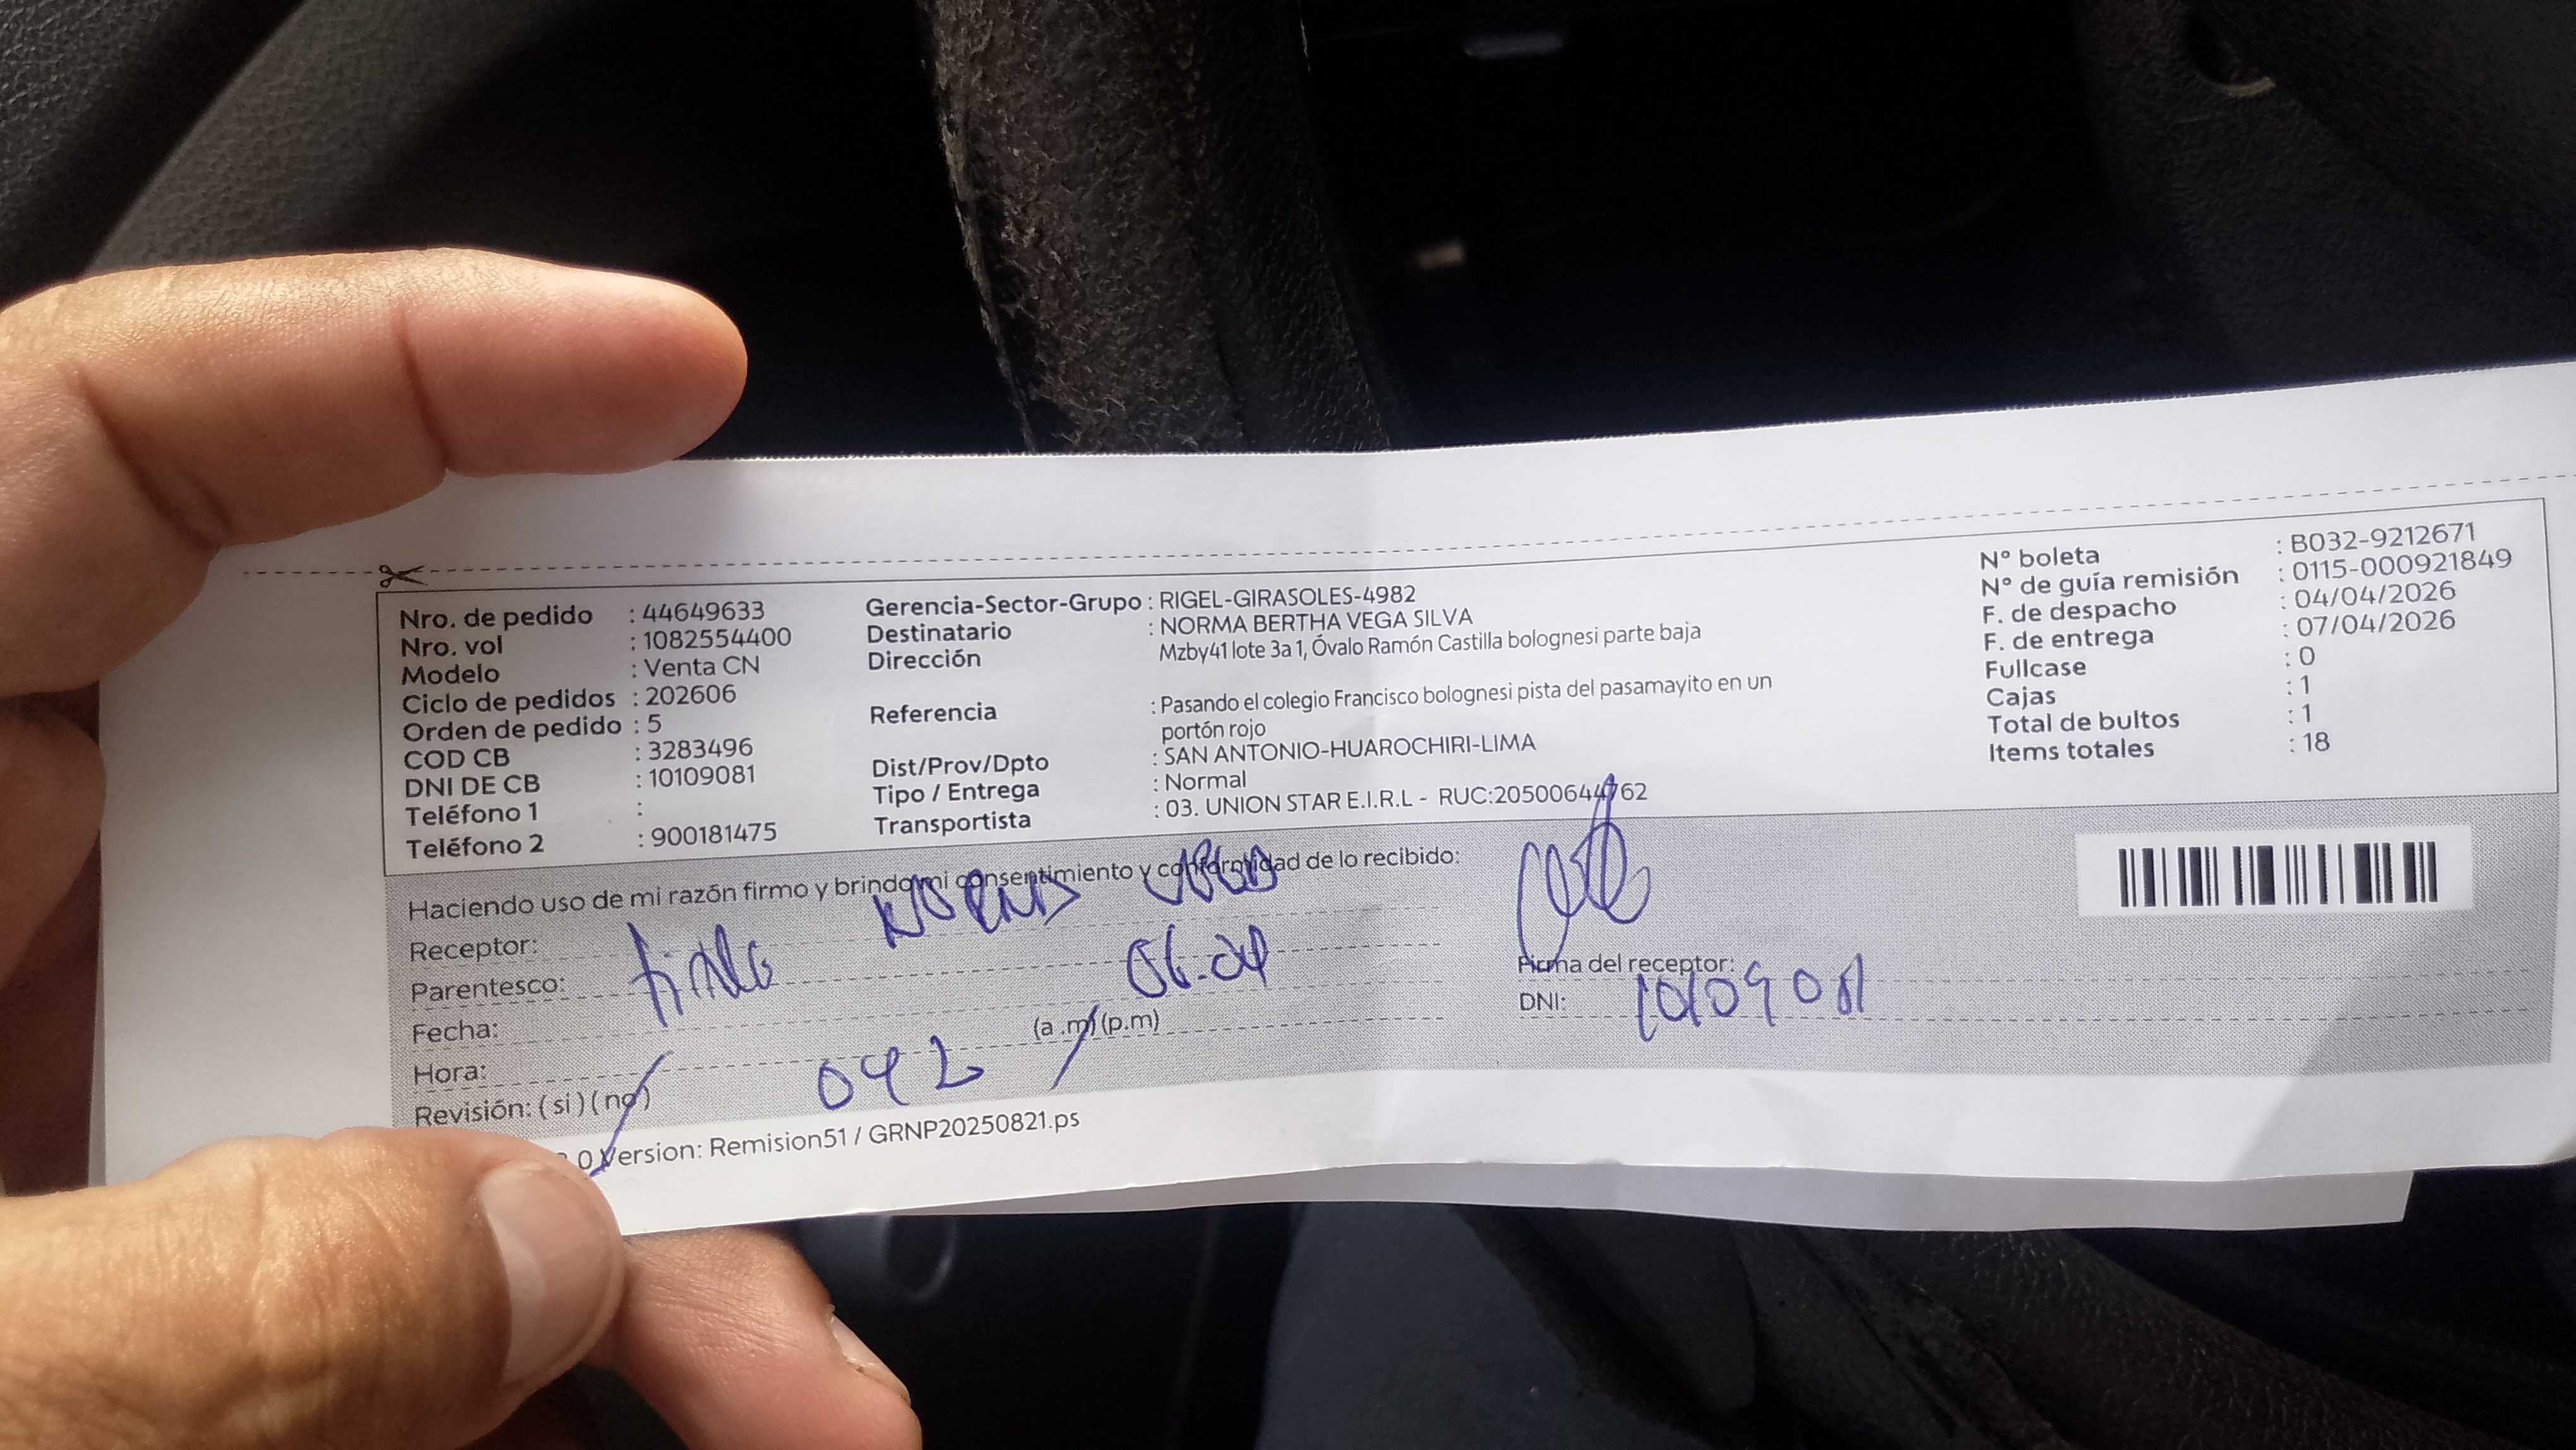 Nro. de pedido : 44649633
Nro. vol : 1082554400
Modelo : Venta CN
Ciclo de pedidos : 202606
Orden de pedido : 5
COD CB : 3283496
DNI DE CB : 10109081
Teléfono 1 :
Teléfono 2 : 900181475
Gerencia-Sector-Grupo : RIGEL-GIRASOLES-4982
Destinatario : NORMA BERTHA VEGA SILVA
Dirección Mzby41 lote 3a 1, Óvalo Ramón Castilla bolognesi parte baja
Referencia : Pasando el colegio Francisco bolognesi pista del pasamayito en un
portón rojo
Dist/Prov/Dpto : SAN ANTONIO-HUAROCHIRI-LIMA
Tipo / Entrega : Normal
Transportista : 03. UNION STAR E.I.R.L - RUC:20500644762
N° boleta : B032-9212671
N° de guía remisión : 0115-000921849
F. de despacho : 04/04/2026
F. de entrega : 07/04/2026
Fullcase : 0
Cajas : 1
Total de bultos : 1
Items totales : 18
Haciendo uso de mi razón firmo y brindo mi consentimiento y conformidad de lo recibido:
Receptor:
Parentesco:
Fecha: 06-04
Hora: 042 (a.m) (p.m)
Revisión: (si) (no)
Firma del receptor:
DNI: 10109081
0 Version: Remision51 / GRNP20250821.ps